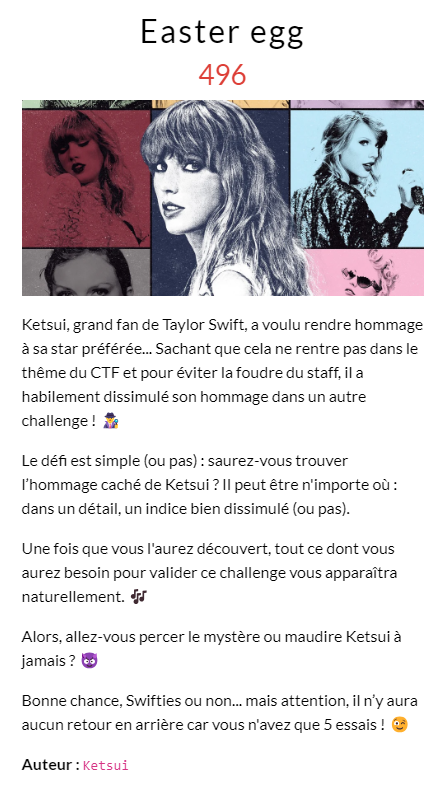 Easter egg
496
Ketsui, grand fan de Taylor Swift, a voulu rendre hommage
à sa star préférée... Sachant que cela ne rentre pas dans le
thême du CTF et pour éviter la foudre du staff, il a
habilement dissimulé son hommage dans un autre
challenge !
Le défi est simple (ou pas) : saurez-vous trouver
l’hommage caché de Ketsui ? Il peut être n'importe où :
dans un détail, un indice bien dissimulé (ou pas).
Une fois que vous l'aurez découvert, tout ce dont vous
aurez besoin pour valider ce challenge vous apparaîtra
naturellement. 🎶
Alors, allez-vous percer le mystère ou maudire Ketsui à
jamais ? 😈
Bonne chance, Swifties ou non... mais attention, il n’y aura
aucun retour en arrière car vous n'avez que 5 essais ! 😉
Auteur : Ketsui